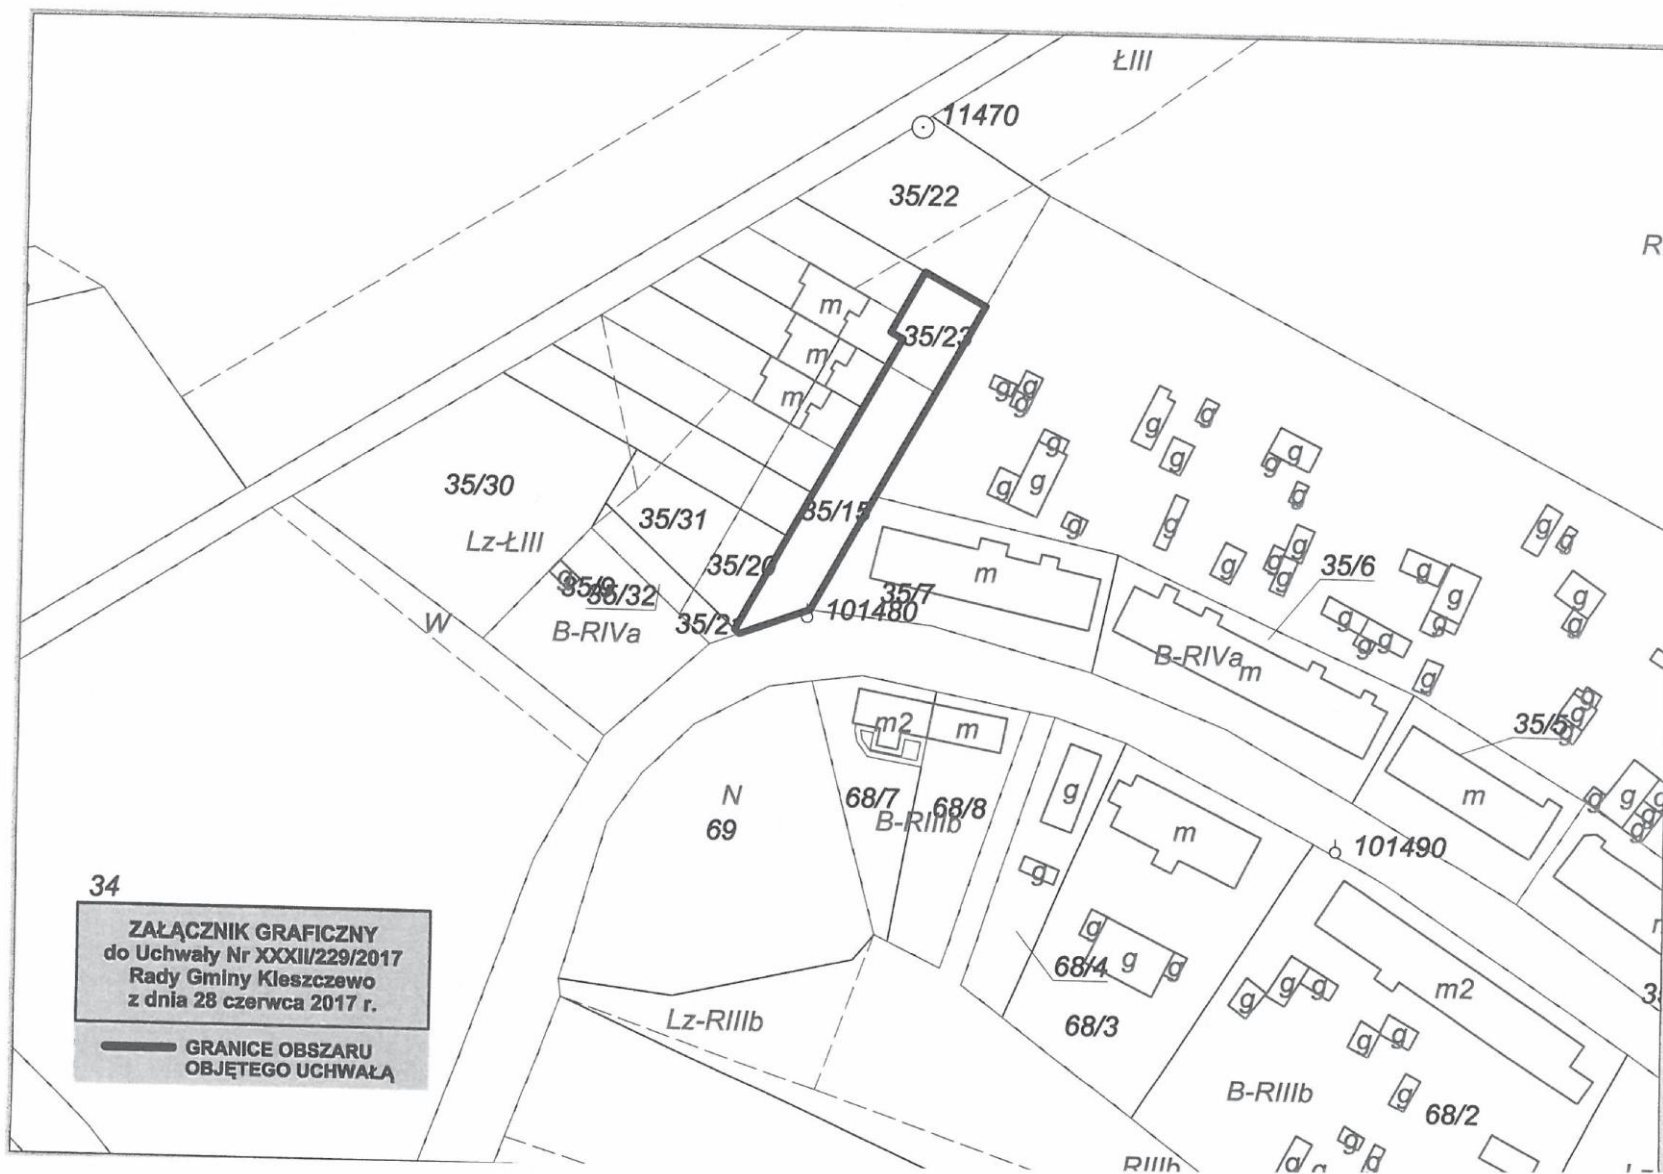 ŁIII
11470
35/22
R
m
35/23
m
g
g
g
m
g
g
g
g
g
g
g
g
g
35/30
35/15
35/31
g
g
g
g
Lz-ŁIII
m
g
g
35/6
g
35/20
g
g
g
35/7
g
35/32
101480
g
W
B-RIVa
g
g
g
B-RIVa
m
g
g
m2
m
35/5
g
g
g
N
68/7
68/8
g
m
g
g
69
B-RIIIb
m
g
g
101490
g
34
ZAŁĄCZNIK GRAFICZNY
do Uchwały Nr XXXII/229/2017
Rady Gminy Kleszczewo
z dnia 28 czerwca 2017 r.
GRANICE OBSZARU
OBJĘTEGO UCHWAŁĄ
g
68/4
g
g
g
g
g
m2
Lz-RIIIb
68/3
g
g
B-RIIIb
g
68/2
g
g
g
RIIIb